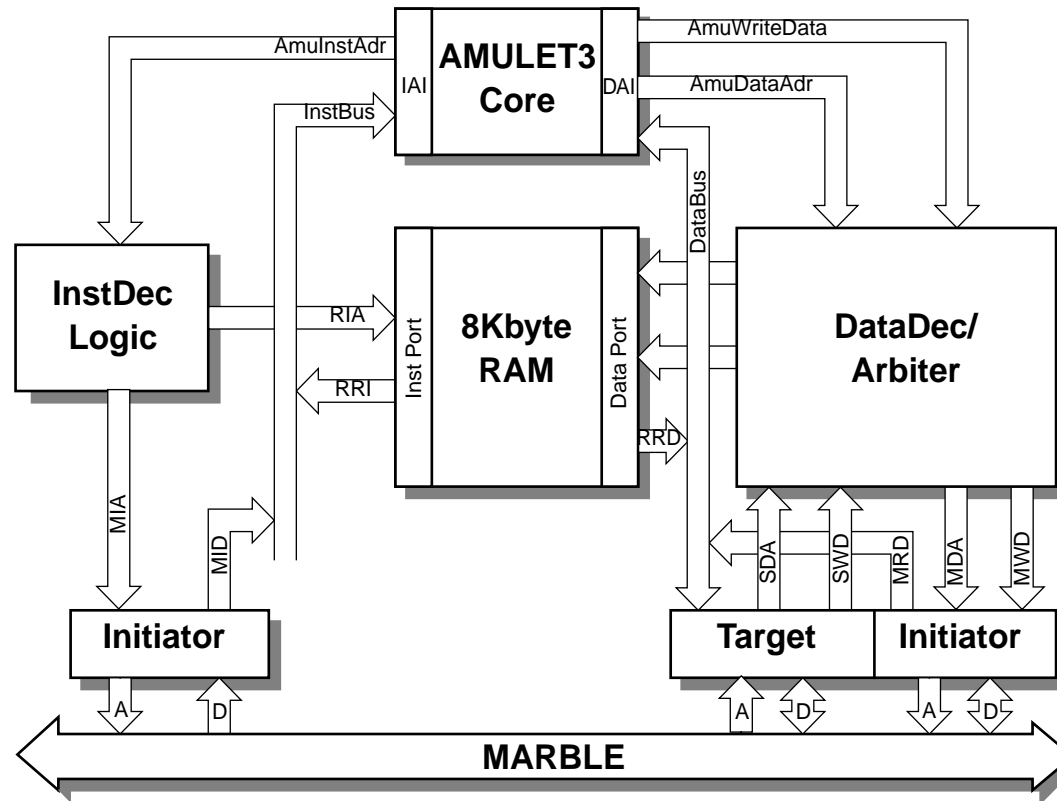 AmuInstAdr
AMULET3
Core
IAI
DAI
AmuWriteData
AmuDataAdr
InstBus
DataBus
InstDec
Logic
RIA
RRI
Inst Port
8Kbyte
RAM
Data Port
RRD
DataDec/
Arbiter
MIA
MID
SDA
SWD
MRD
MDA
MWD
Initiator
Target
Initiator
A
D
A
D
A
D
MARBLE